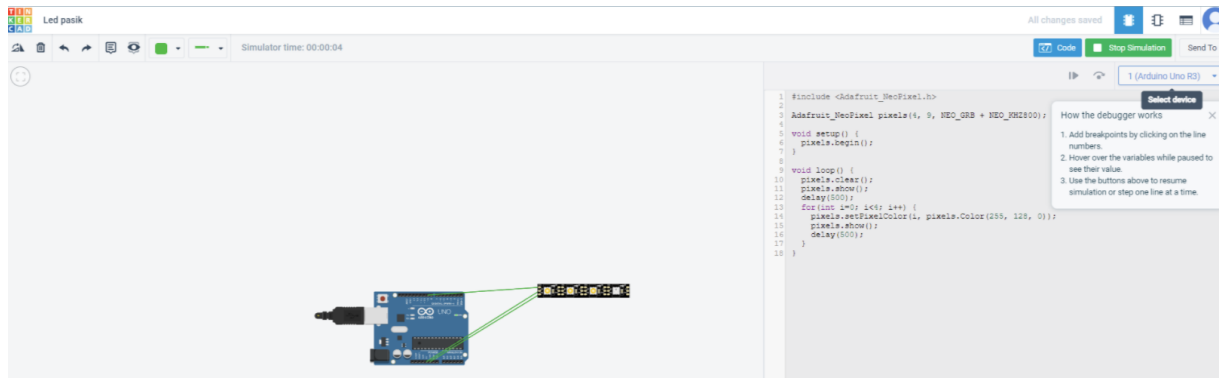 TIN
KER
CAD
Led pasik
All changes saved
Simulator time: 00:00:04
Code
Stop Simulation
Send To
1 (Arduino Uno R3)
Select device
How the debugger works
1. Add breakpoints by clicking on the line
numbers.
2. Hover over the variables while paused to
see their value.
3. Use the buttons above to resume
simulation or step one line at a time.
1 #include <Adafruit_NeoPixel.h>
2
3 Adafruit_NeoPixel pixels(4, 9, NEO_GRB + NEO_KHZ800);
4
5 void setup() {
6 pixels.begin();
7 }
8
9 void loop() {
10 pixels.clear();
11 pixels.show();
12 delay(500);
13 for(int i=0; i<4; i++) {
14 pixels.setPixelColor(i, pixels.Color(255, 128, 0));
15 pixels.show();
16 delay(500);
17 }
18 }
UNO